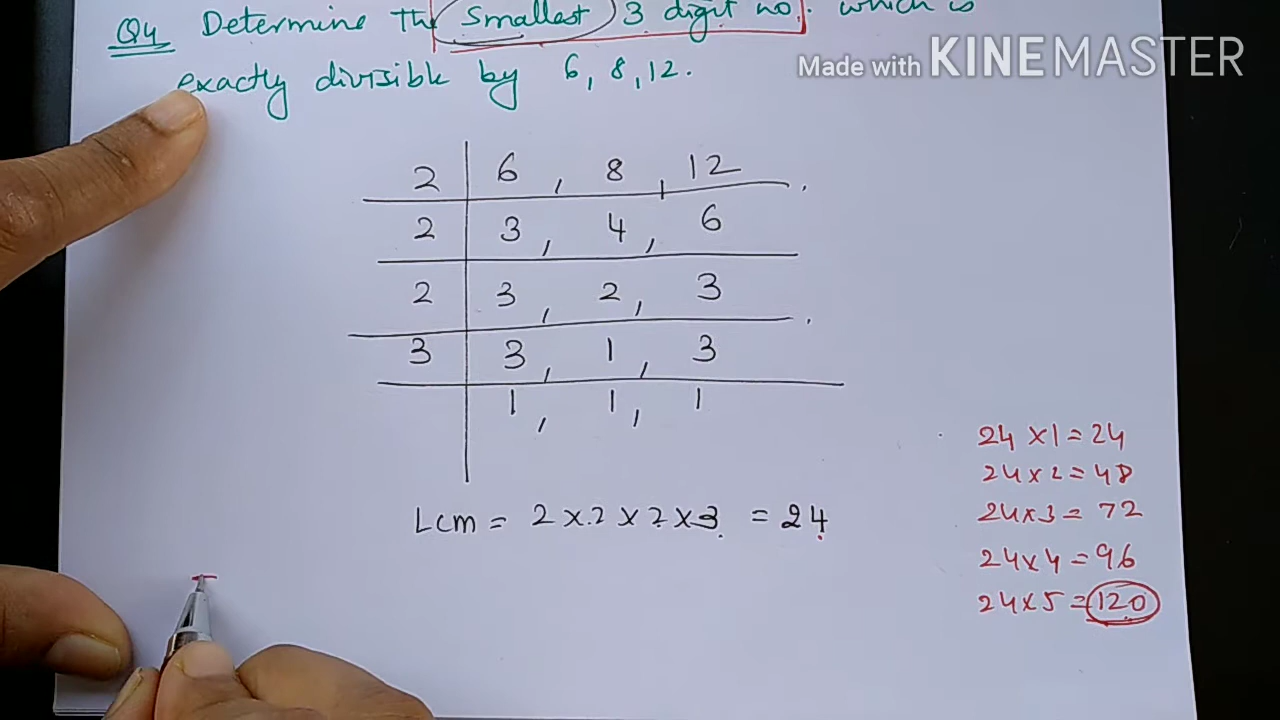 Q4 Determine the smallest 3 digit no. which is
exactly divisible by 6, 8, 12.
Made with KINEMASTER
2 6 , 8 , 12
2 3 , 4 , 6
2 3 , 2 , 3
3 3 , 1 , 3
1 , 1 , 1
Lcm = 2 x 2 x 2 x 3 = 24
24 x 1 = 24
24 x 2 = 48
24 x 3 = 72
24 x 4 = 96
24 x 5 = 120